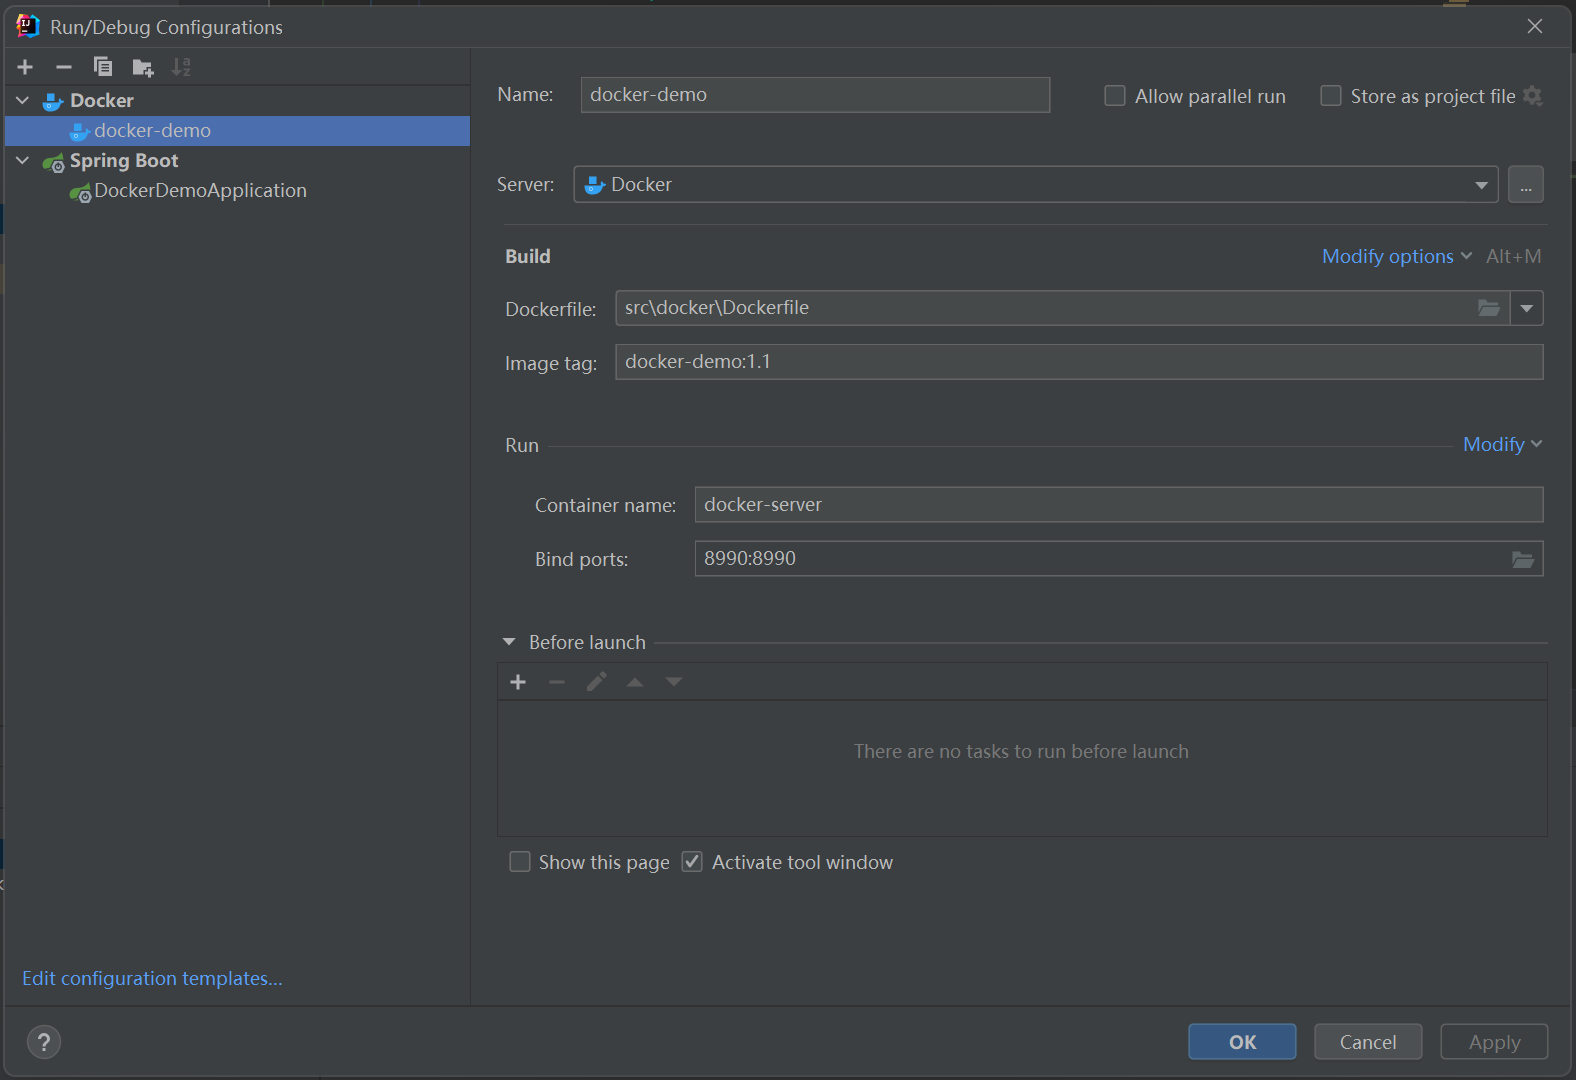 Run/Debug Configurations
Docker
docker-demo
Spring Boot
DockerDemoApplication
Edit configuration templates...
Name: docker-demo Allow parallel run Store as project file
Server: Docker ...
Build Modify options Alt+M
Dockerfile: src\docker\Dockerfile
Image tag: docker-demo:1.1
Run Modify
Container name: docker-server
Bind ports: 8990:8990
Before launch
There are no tasks to run before launch
Show this page Activate tool window
? OK Cancel Apply